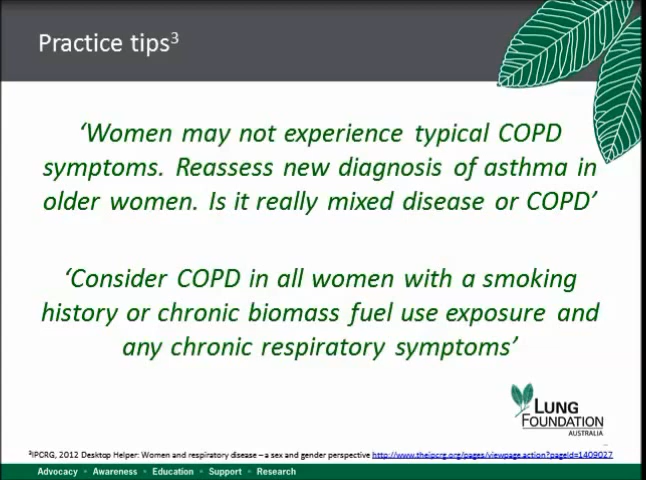 Practice tips³
‘Women may not experience typical COPD
symptoms. Reassess new diagnosis of asthma in
older women. Is it really mixed disease or COPD’
‘Consider COPD in all women with a smoking
history or chronic biomass fuel use exposure and
any chronic respiratory symptoms’
LUNG
FOUNDATION
AUSTRALIA
³IPCRG, 2012 Desktop Helper: Women and respiratory disease – a sex and gender perspective http://www.theipcrg.org/pages/viewpage.action?pageId=1409027
Advocacy • Awareness • Education • Support • Research